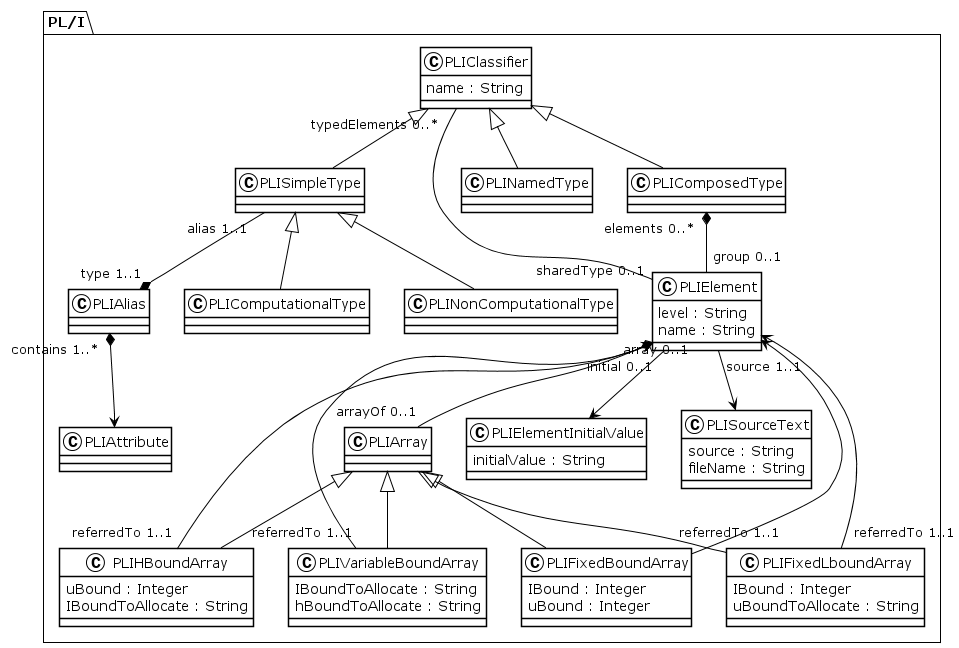 PL/I
C PLIClassifier
name : String
typedElements 0..*
C PLISimpleType
C PLINamedType
C PLIComposedType
alias 1..1
elements 0..*
group 0..1
type 1..1
sharedType 0..1
C PLIAlias
C PLIComputationalType
C PLINonComputationalType
C PLIElement
level : String
name : String
contains 1..*
array 0..1
initial 0..1
source 1..1
arrayOf 0..1
C PLIAttribute
C PLIArray
C PLIElementInitialValue
initialValue : String
C PLISourceText
source : String
fileName : String
referredTo 1..1
referredTo 1..1
referredTo 1..1
referredTo 1..1
C PLIHBoundArray
uBound : Integer
lBoundToAllocate : String
C PLIVariableBoundArray
lBoundToAllocate : String
hBoundToAllocate : String
C PLIFixedBoundArray
lBound : Integer
uBound : Integer
C PLIFixedLboundArray
lBound : Integer
uBoundToAllocate : String